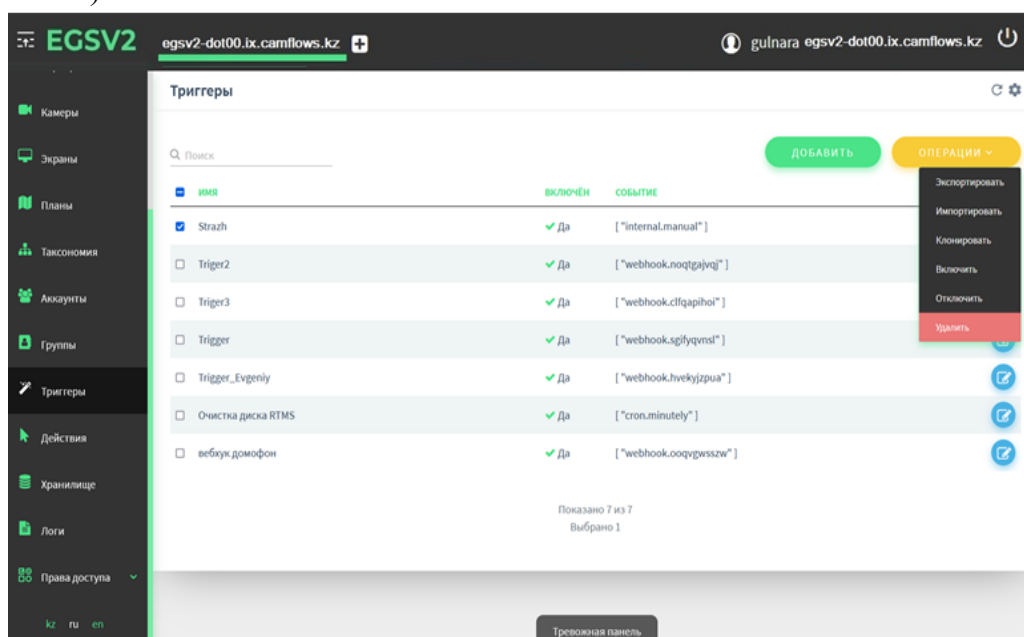 EGSV2
egsv2-dot00.ix.camflows.kz
gulnara egsv2-dot00.ix.camflows.kz
Камеры
Экраны
Планы
Таксономия
Аккаунты
Группы
Триггеры
Действия
Хранилище
Логи
Права доступа
kz ru en
Триггеры
Поиск
ДОБАВИТЬ
ОПЕРАЦИИ
Экспортировать
Импортировать
Клонировать
Включить
Отключить
Удалить
ИМЯ ВКЛЮЧЁН СОБЫТИЕ
Strazh Да [ "internal.manual" ]
Triger2 Да [ "webhook.noqtgajvqj" ]
Triger3 Да [ "webhook.clfqapihoi" ]
Trigger Да [ "webhook.sgifyqvnsl" ]
Trigger_Evgeniy Да [ "webhook.hvekyjzpua" ]
Очистка диска RTMS Да [ "cron.minutely" ]
вебхук домофон Да [ "webhook.ooqvgwsszw" ]
Показано 7 из 7
Выбрано 1
Тревожная панель